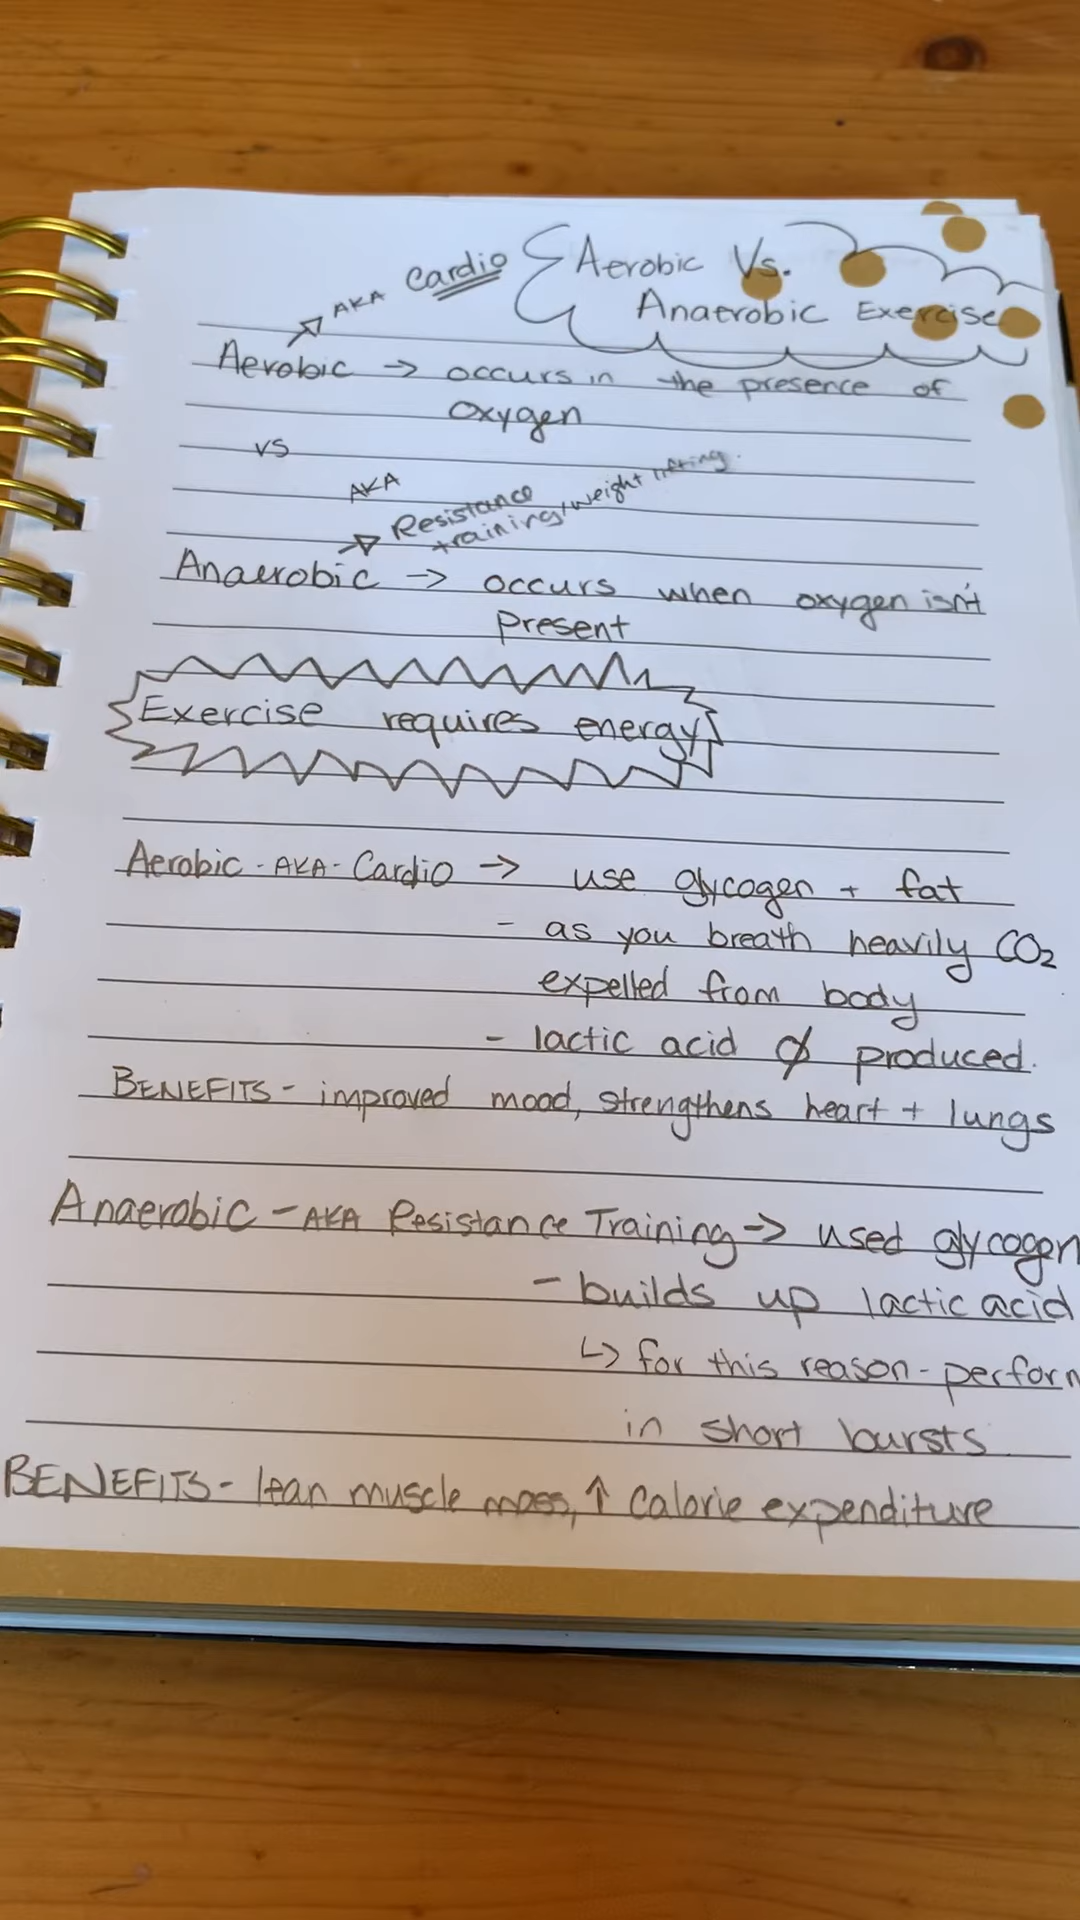 Aerobic Vs.
Anaerobic Exercise
AKA Cardio
Aerobic → occurs in the presence of
oxygen
vs
AKA
Resistance
training/weight lifting.
Anaerobic → occurs when oxygen isn't
present
Exercise requires energy
Aerobic - AKA - Cardio → use glycogen + fat
- as you breath heavily CO2
expelled from body
- lactic acid ∅ produced.
BENEFITS - improved mood, strengthens heart + lungs
Anaerobic - AKA Resistance Training → used glycogen
- builds up lactic acid
↳ for this reason - perform
in short bursts
BENEFITS - lean muscle mass, ↑ calorie expenditure